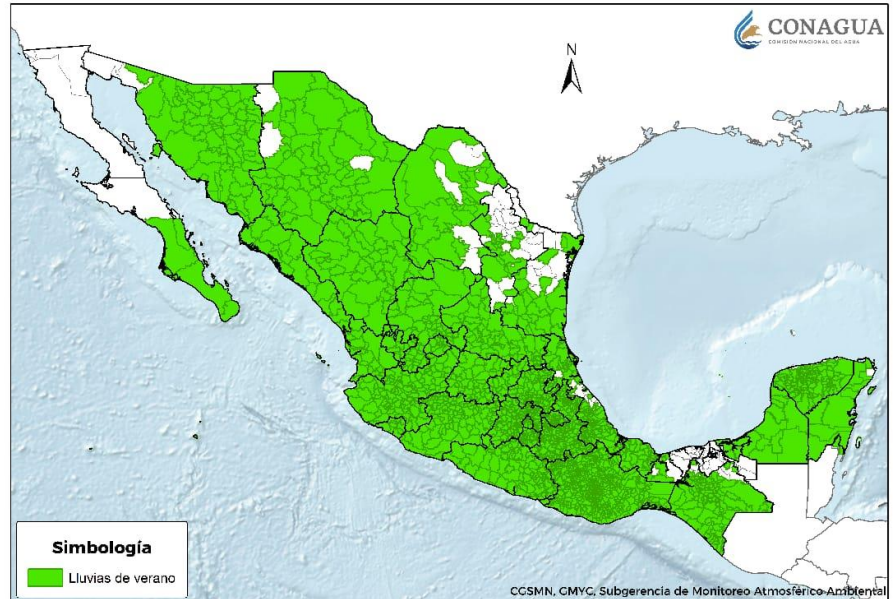 CONAGUA
COMISIÓN NACIONAL DEL AGUA
N
Simbología
Lluvias de verano
CGSMN, GMYC, Subgerencia de Monitoreo Atmosférico Ambiental